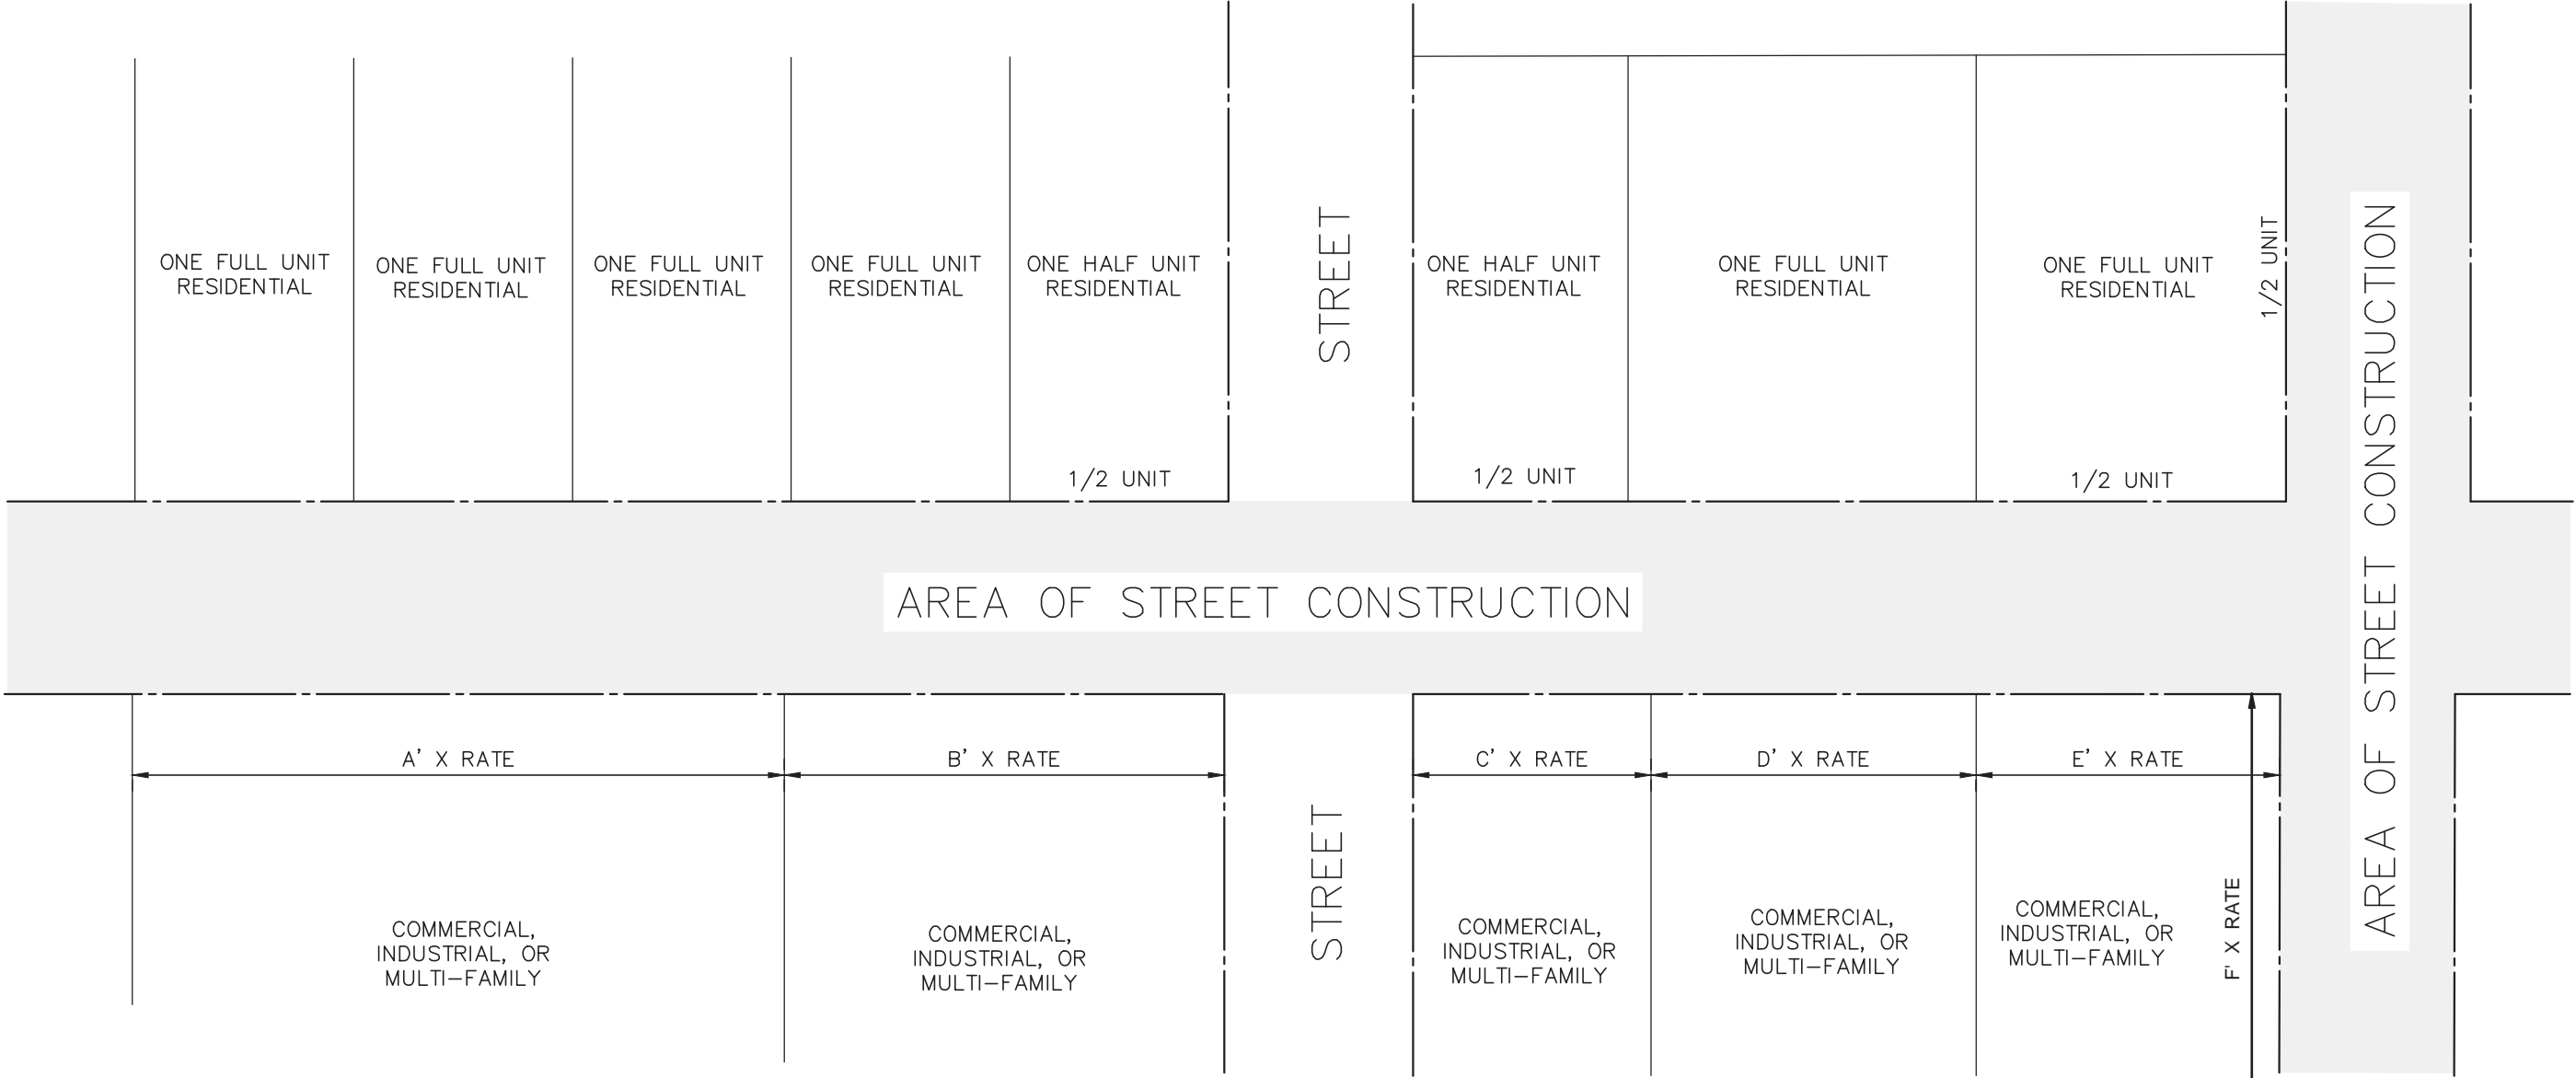 ONE FULL UNIT
RESIDENTIAL
ONE FULL UNIT
RESIDENTIAL
ONE FULL UNIT
RESIDENTIAL
ONE FULL UNIT
RESIDENTIAL
ONE HALF UNIT
RESIDENTIAL
1/2 UNIT
STREET
ONE HALF UNIT
RESIDENTIAL
1/2 UNIT
ONE FULL UNIT
RESIDENTIAL
ONE FULL UNIT
RESIDENTIAL
1/2 UNIT
1/2 UNIT
AREA OF STREET CONSTRUCTION
AREA OF STREET CONSTRUCTION
A' X RATE
COMMERCIAL,
INDUSTRIAL, OR
MULTI-FAMILY
B' X RATE
COMMERCIAL,
INDUSTRIAL, OR
MULTI-FAMILY
STREET
C' X RATE
COMMERCIAL,
INDUSTRIAL, OR
MULTI-FAMILY
D' X RATE
COMMERCIAL,
INDUSTRIAL, OR
MULTI-FAMILY
E' X RATE
COMMERCIAL,
INDUSTRIAL, OR
MULTI-FAMILY
F' X RATE